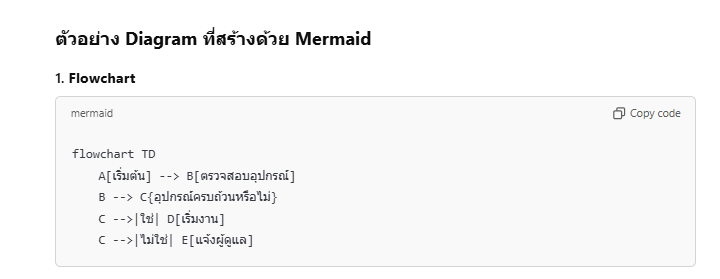 ตัวอย่าง Diagram ที่สร้างด้วย Mermaid
1. Flowchart
mermaid
Copy code
flowchart TD
    A[เริ่มต้น] --> B[ตรวจสอบอุปกรณ์]
    B --> C{อุปกรณ์ครบถ้วนหรือไม่}
    C -->|ใช่| D[เริ่มงาน]
    C -->|ไม่ใช่| E[แจ้งผู้ดูแล]